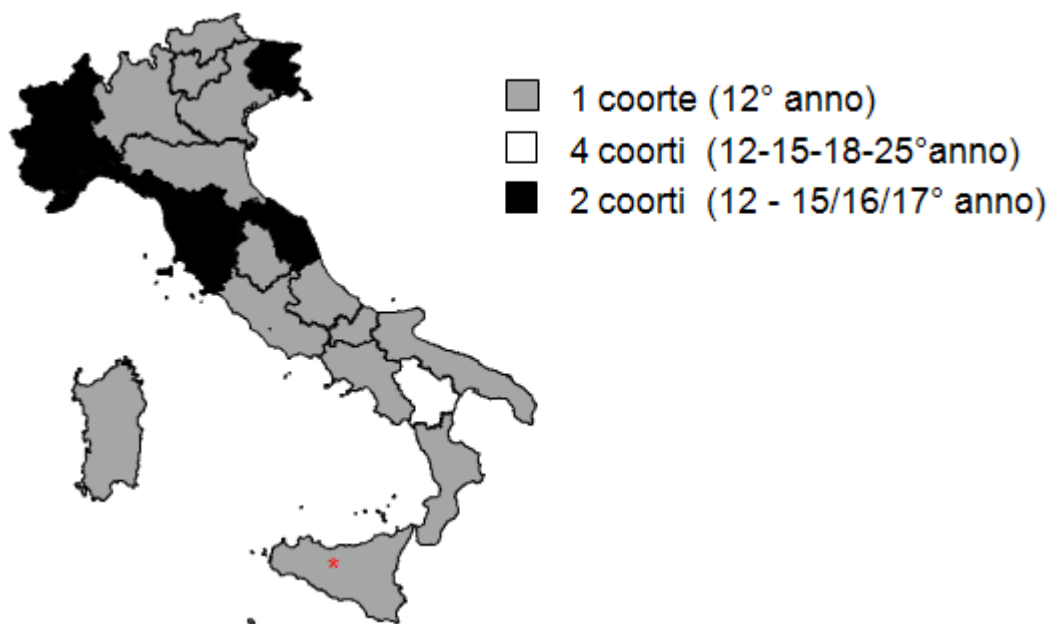 1 coorte (12° anno)
4 coorti (12-15-18-25°anno)
2 coorti (12 - 15/16/17° anno)
*